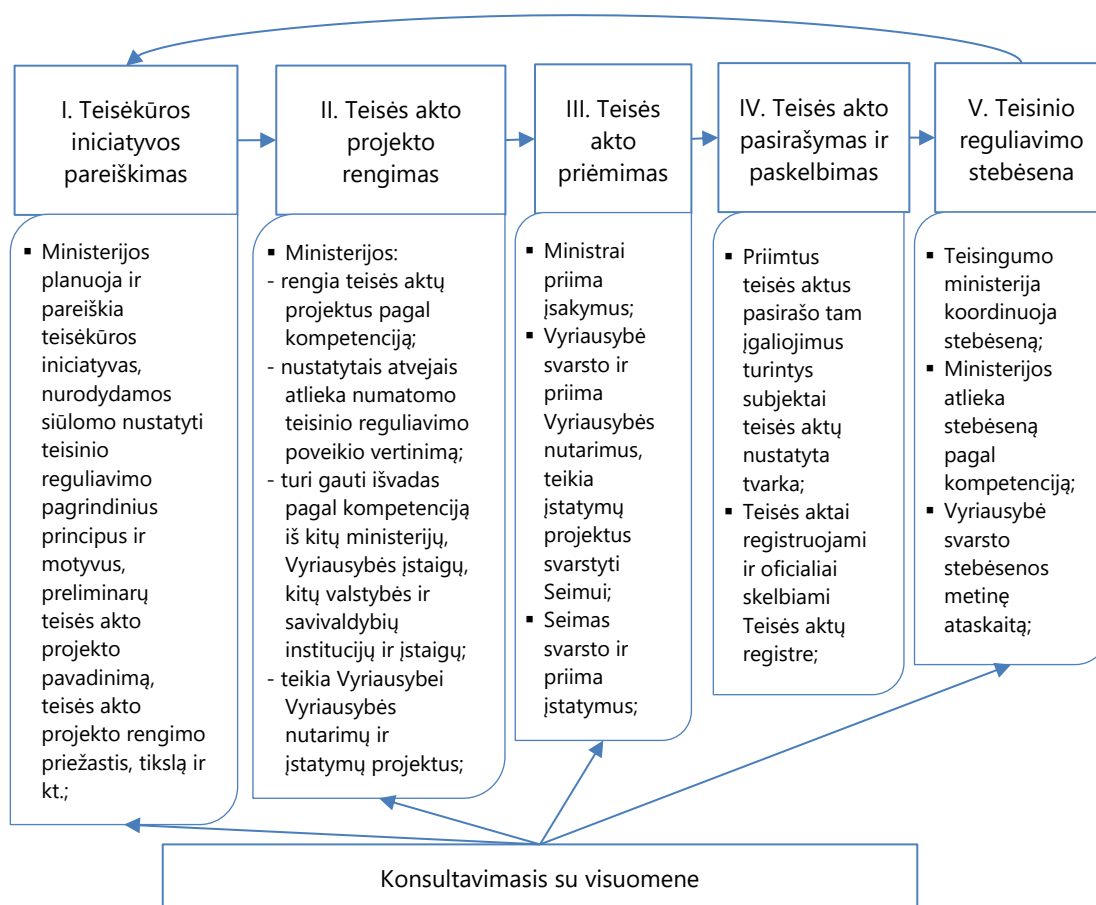 I. Teisėkūros
iniciatyvos
pareiškimas
II. Teisės akto
projekto
rengimas
III. Teisės
akto
priėmimas
IV. Teisės akto
pasirašymas ir
paskelbimas
V. Teisinio
reguliavimo
stebėsena
▪ Ministerijos
planuoja ir
pareiškia
teisėkūros
iniciatyvas,
nurodydamos
siūlomo nustatyti
teisinio
reguliavimo
pagrindinius
principus ir
motyvus,
preliminarų
teisės akto
projekto
pavadinimą,
teisės akto
projekto rengimo
priežastis, tikslą ir
kt.;
▪ Ministerijos:
- rengia teisės aktų
projektus pagal
kompetenciją;
- nustatytais atvejais
atlieka numatomo
teisinio reguliavimo
poveikio vertinimą;
- turi gauti išvadas
pagal kompetenciją
iš kitų ministerijų,
Vyriausybės įstaigų,
kitų valstybės ir
savivaldybių
institucijų ir įstaigų;
- teikia Vyriausybei
Vyriausybės
nutarimų ir
įstatymų projektus;
▪ Ministrai
priima
įsakymus;
▪ Vyriausybė
svarsto ir
priima
Vyriausybės
nutarimus,
teikia
įstatymų
projektus
svarstyti
Seimui;
▪ Seimas
svarsto ir
priima
įstatymus;
▪ Priimtus
teisės aktus
pasirašo tam
įgaliojimus
turintys
subjektai
teisės aktų
nustatyta
tvarka;
▪ Teisės aktai
registruojami
ir oficialiai
skelbiami
Teisės aktų
registre;
▪ Teisingumo
ministerija
koordinuoja
stebėseną;
▪ Ministerijos
atlieka
stebėseną
pagal
kompetenciją;
▪ Vyriausybė
svarsto
stebėsenos
metinę
ataskaitą;
Konsultavimasis su visuomene